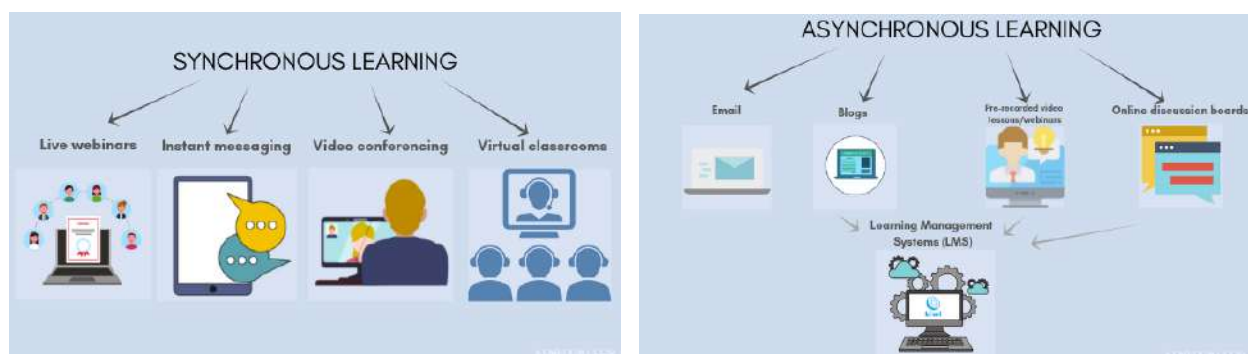 SYNCHRONOUS LEARNING
Live webinars
Instant messaging
Video conferencing
Virtual classrooms
ASYNCHRONOUS LEARNING
Email
Blogs
Pre-recorded video
lessons/webinars
Online discussion boards
Learning Management
Systems (LMS)